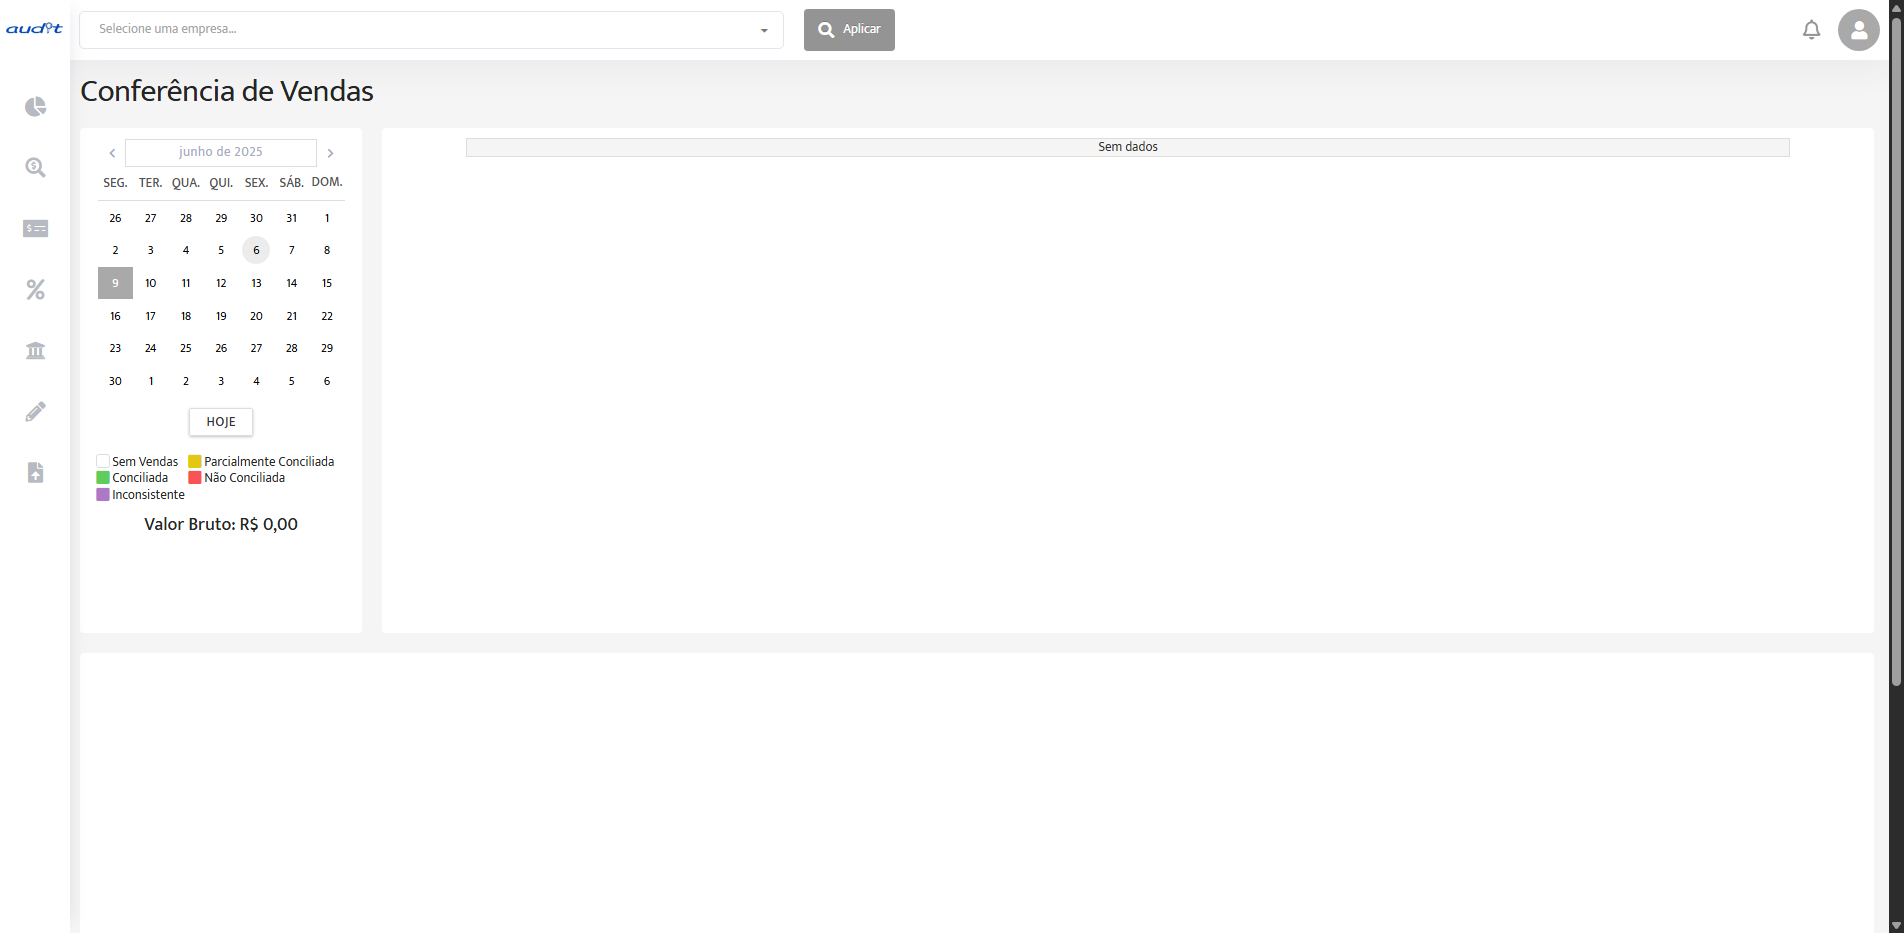 audit
Selecione uma empresa...
Aplicar
Conferência de Vendas
junho de 2025
SEG. TER. QUA. QUI. SEX. SÁB. DOM.
26 27 28 29 30 31 1
2 3 4 5 6 7 8
9 10 11 12 13 14 15
16 17 18 19 20 21 22
23 24 25 26 27 28 29
30 1 2 3 4 5 6
HOJE
Sem Vendas Parcialmente Conciliada
Conciliada Não Conciliada
Inconsistente
Valor Bruto: R$ 0,00
Sem dados